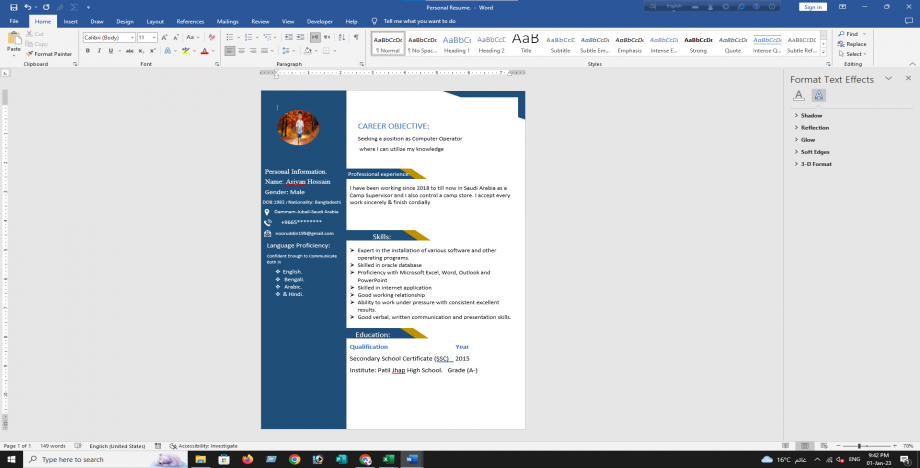 Personal Resume. - Word
English
Sign in
File Home Insert Draw Design Layout References Mailings Review View Developer Help Tell me what you want to do
Paste
Cut
Copy
Format Painter
Clipboard
Calibri (Body) 11
Font
Paragraph
AaBbCcDc AaBbCcDc AaBbCc AaBbCcC AaB AaBbCcC AaBbCcDc AaBbCcDc AaBbCcDc AaBbCcDc AaBbCcDc AaBbCcDc AaBbCcDc
¶ Normal ¶ No Spac... Heading 1 Heading 2 Title Subtitle Subtle Em... Emphasis Intense E... Strong Quote Intense Q... Subtle Ref...
Styles
Find
Replace
Select
Editing
Format Text Effects
Shadow
Reflection
Glow
Soft Edges
3-D Format
Personal Information.
Name: Ariyan Hossain
Gender: Male
DOB:1983 ; Nationality: Bangladeshi
Dammam-Jubail-Saudi Arabia
+9665********
nooruddin199@gmail.com
Language Proficiency:
Confident Enough to Communicate
Both in
English.
Bengali.
Arabic.
& Hindi.
CAREER OBJECTIVE:
Seeking a position as Computer Operator
where I can utilize my knowledge
Professional experience
I have been working since 2018 to till now in Saudi Arabia as a
Camp Supervisor and I also control a camp store. I accept every
work sincerely & finish cordially
Skills:
Expert in the installation of various software and other
operating programs.
Skilled in oracle database
Proficiency with Microsoft Excel, Word, Outlook and
PowerPoint
Skilled in internet application
Good working relationship
Ability to work under pressure with consistent excellent
results.
Good verbal, written communication and presentation skills.
Education:
Qualification Year
Secondary School Certificate (SSC) 2015
Institute: Patil Jhap High School. Grade (A-)
Page 1 of 1 149 words English (United States) Accessibility: Investigate
70%
Type here to search
16°C غائم ENG
9:42 PM
01-Jan-23